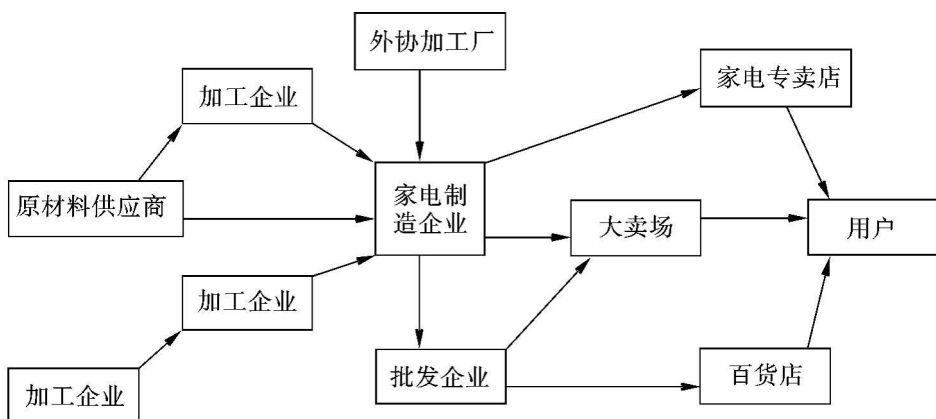 外协加工厂
家电专卖店
加工企业
原材料供应商
家电制
造企业
大卖场
用户
加工企业
加工企业
批发企业
百货店